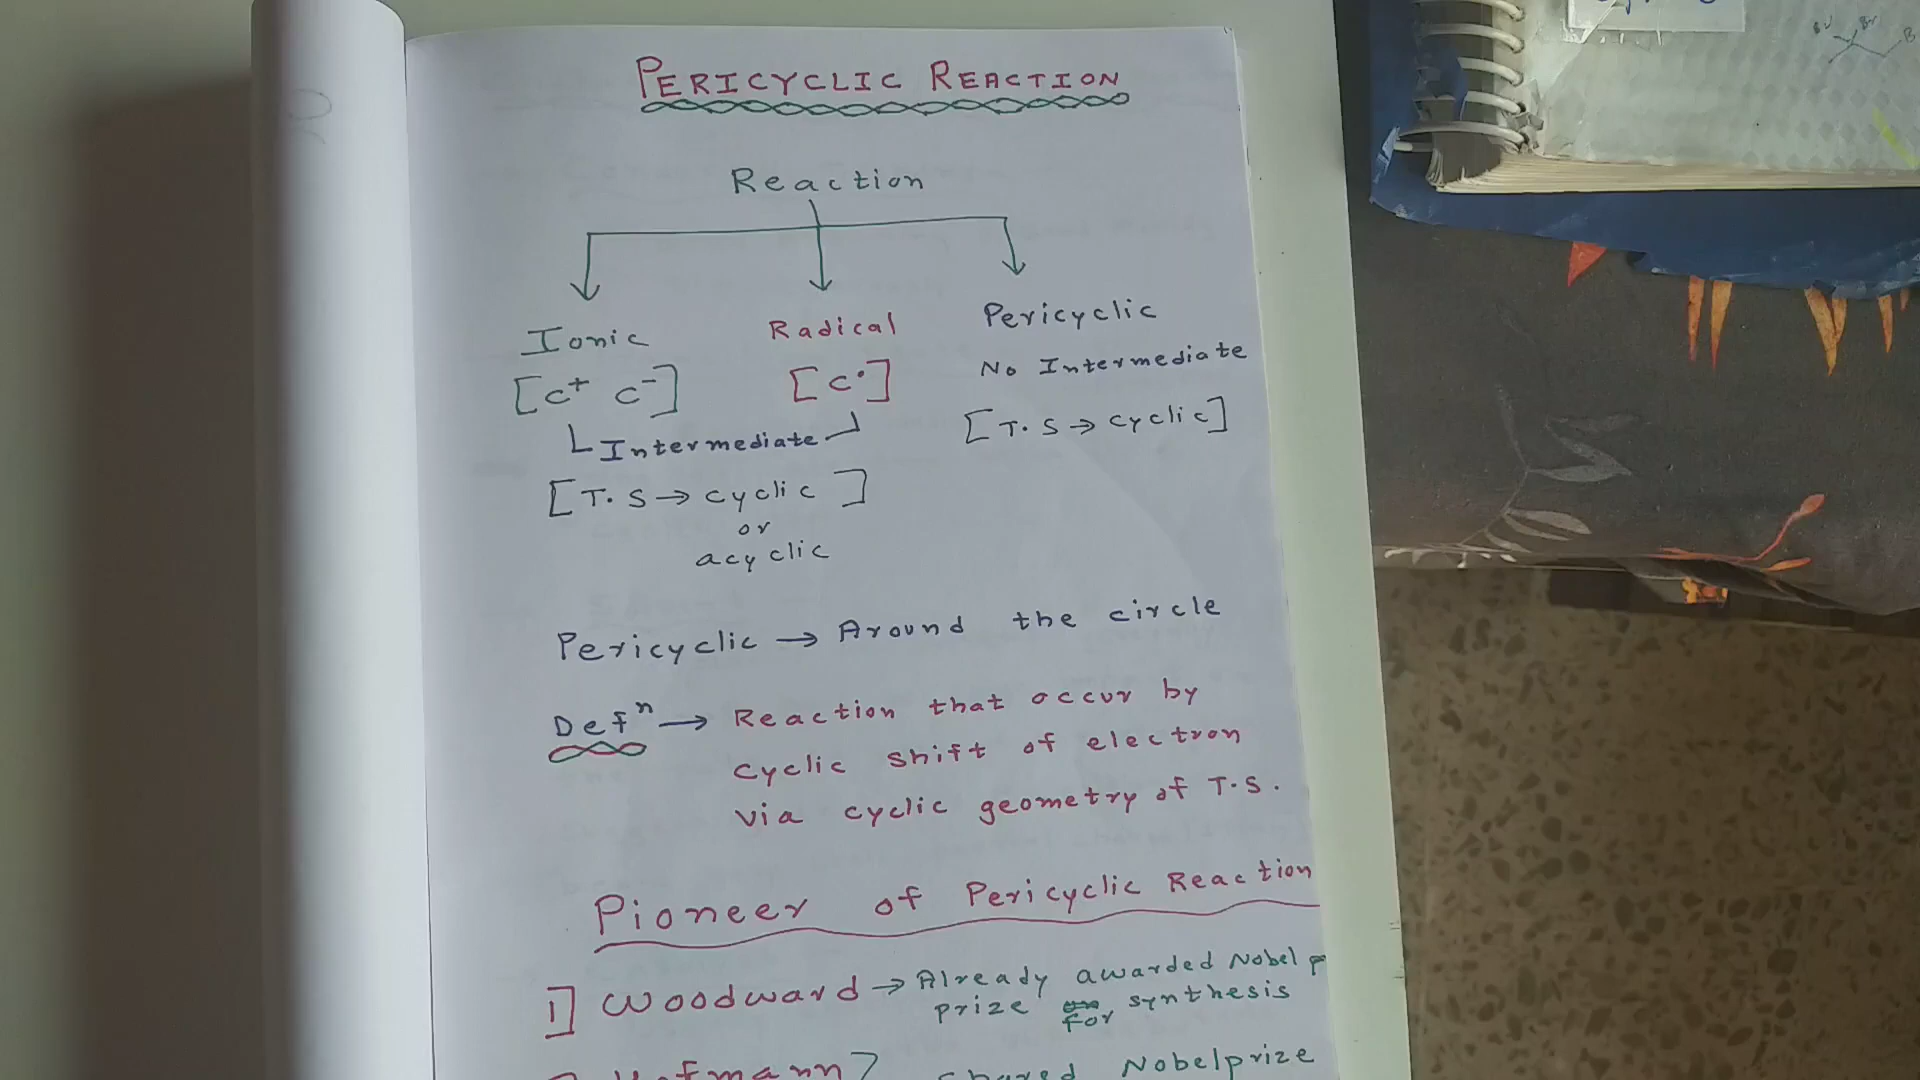 PERICYCLIC REACTION
Reaction
Ionic
Radical
Pericyclic
[C⁺ C⁻]
[C•]
No Intermediate
Intermediate
[T.S → cyclic]
[T.S → cyclic]
or
acyclic
Pericyclic → Around the circle
Defⁿ → Reaction that occur by
cyclic shift of electron
via cyclic geometry of T.S.
Pioneer of Pericyclic Reaction
1] Woodward → Already awarded Nobel P
prize for synthesis
Shared Nobelprize